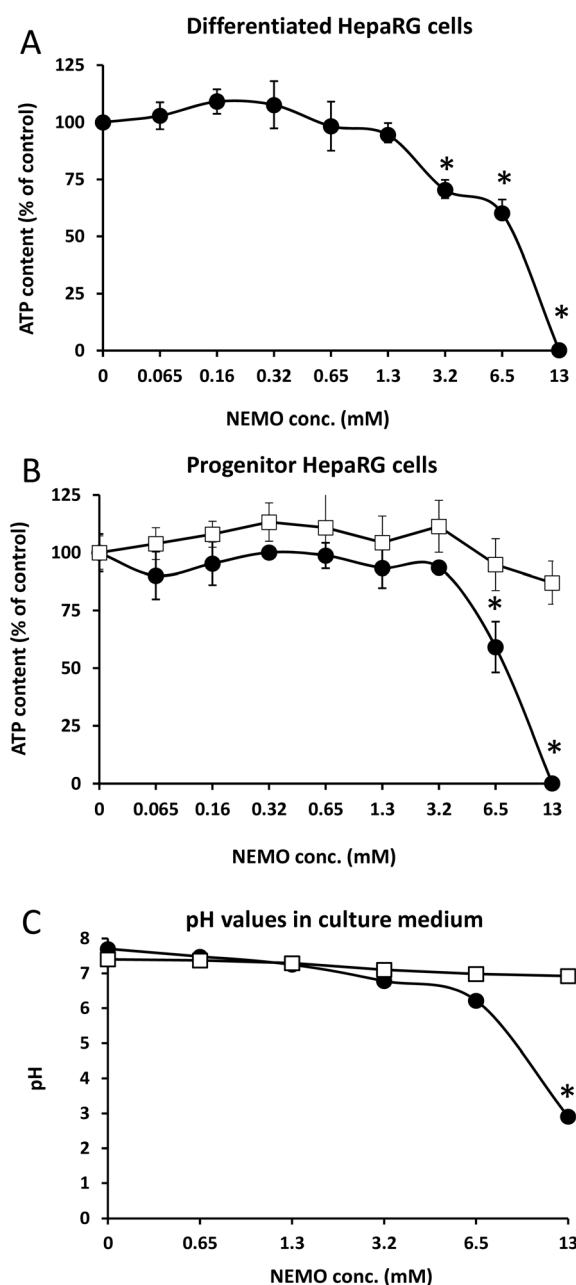 A
Differentiated HepaRG cells
ATP content (% of control)
125
100
75
50
25
0
*
*
*
0 0.065 0.16 0.32 0.65 1.3 3.2 6.5 13
NEMO conc. (mM)
B
Progenitor HepaRG cells
ATP content (% of control)
125
100
75
50
25
0
*
*
0 0.065 0.16 0.32 0.65 1.3 3.2 6.5 13
NEMO conc. (mM)
C
pH values in culture medium
pH
8
7
6
5
4
3
2
1
0
*
0 0.65 1.3 3.2 6.5 13
NEMO conc. (mM)